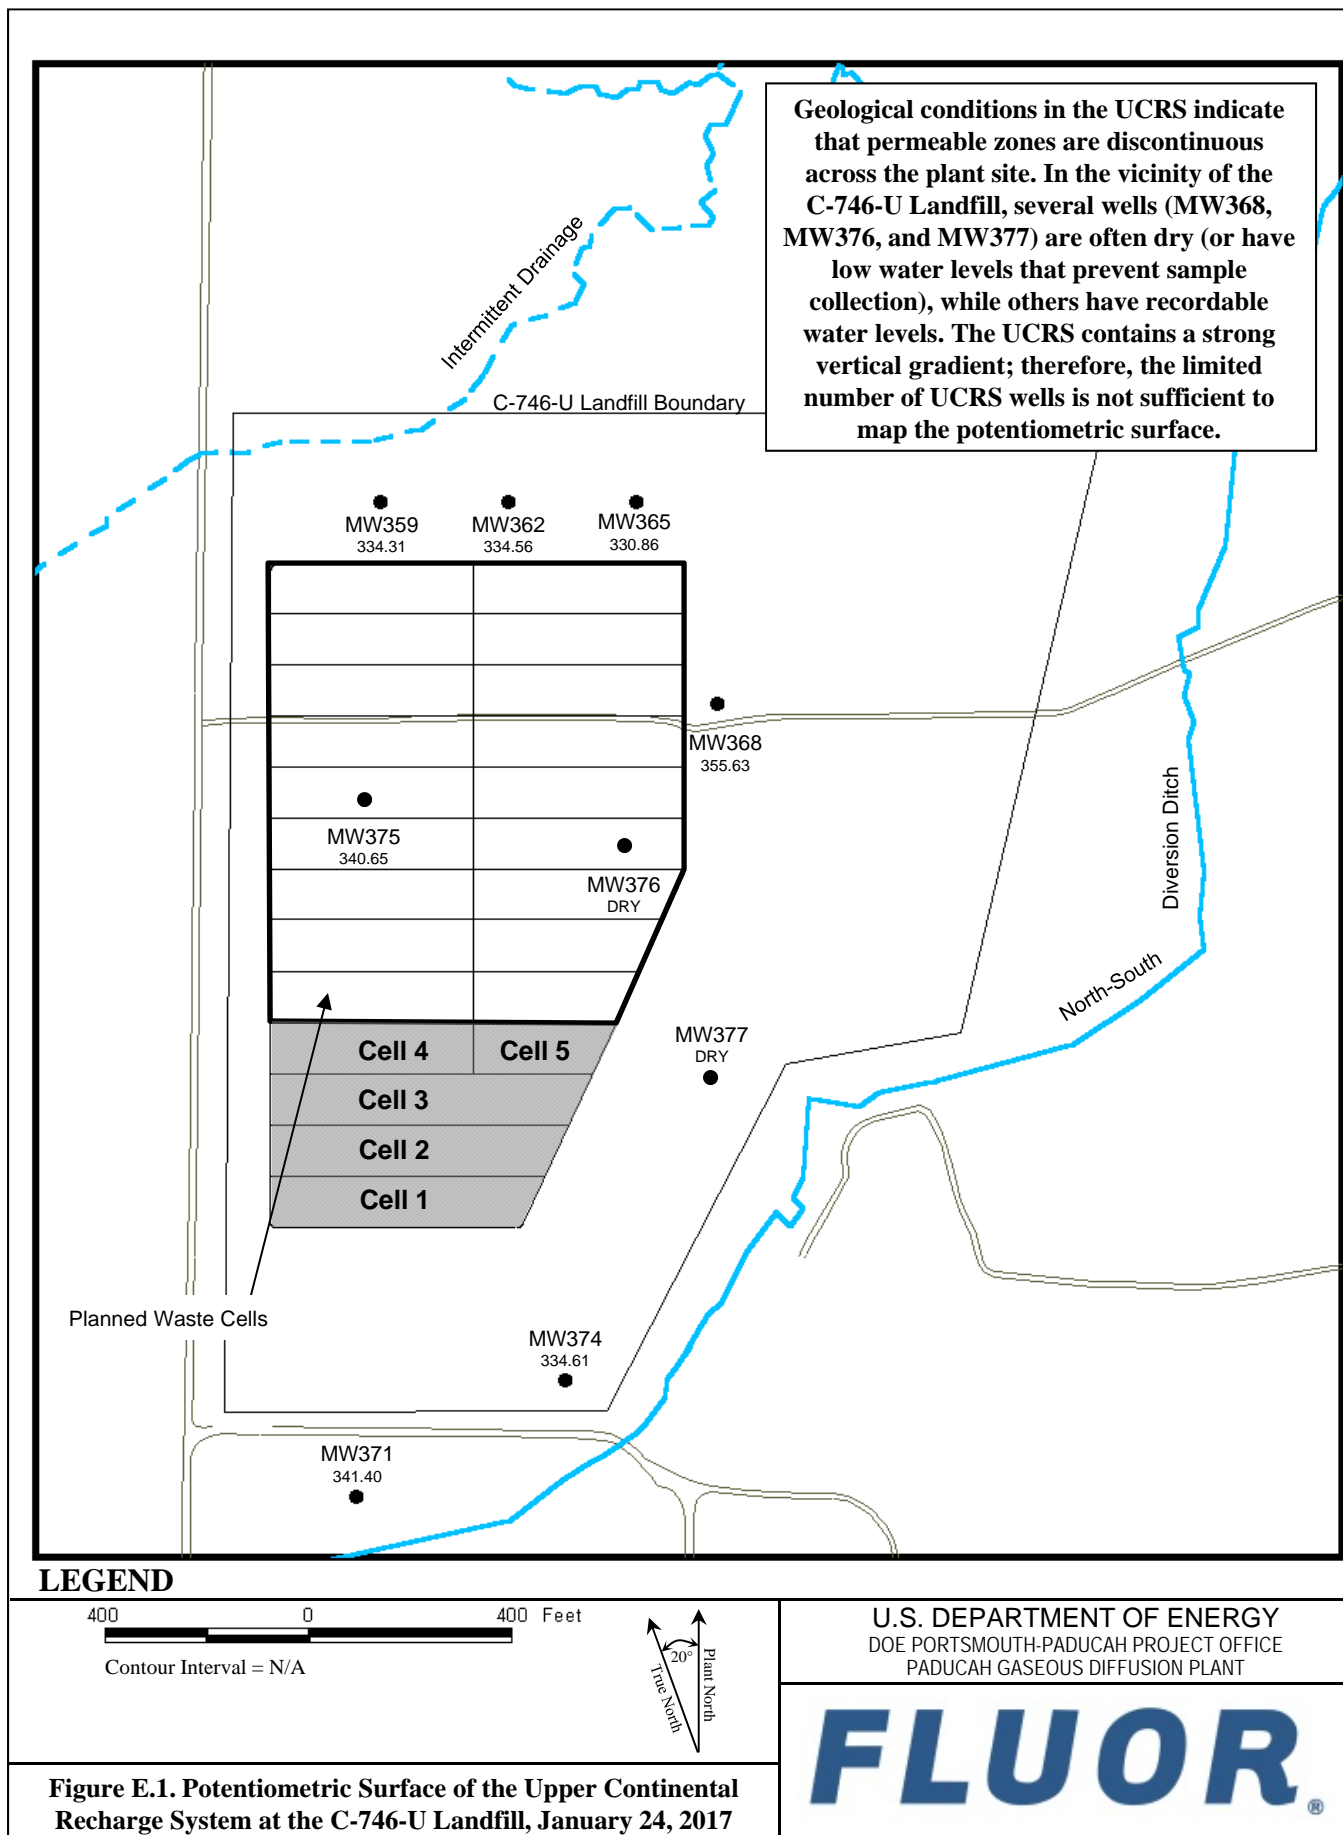 Geological conditions in the UCRS indicate
that permeable zones are discontinuous
across the plant site. In the vicinity of the
C-746-U Landfill, several wells (MW368,
MW376, and MW377) are often dry (or have
low water levels that prevent sample
collection), while others have recordable
water levels. The UCRS contains a strong
vertical gradient; therefore, the limited
number of UCRS wells is not sufficient to
map the potentiometric surface.
Intermittent Drainage
C-746-U Landfill Boundary
MW359
334.31
MW362
334.56
MW365
330.86
MW368
355.63
MW375
340.65
MW376
DRY
Diversion Ditch
North-South
MW377
DRY
Cell 4
Cell 5
Cell 3
Cell 2
Cell 1
Planned Waste Cells
MW374
334.61
MW371
341.40
LEGEND
400 0 400 Feet
Contour Interval = N/A
20°
True North
Plant North
U.S. DEPARTMENT OF ENERGY
DOE PORTSMOUTH-PADUCAH PROJECT OFFICE
PADUCAH GASEOUS DIFFUSION PLANT
FLUOR®
Figure E.1. Potentiometric Surface of the Upper Continental
Recharge System at the C-746-U Landfill, January 24, 2017